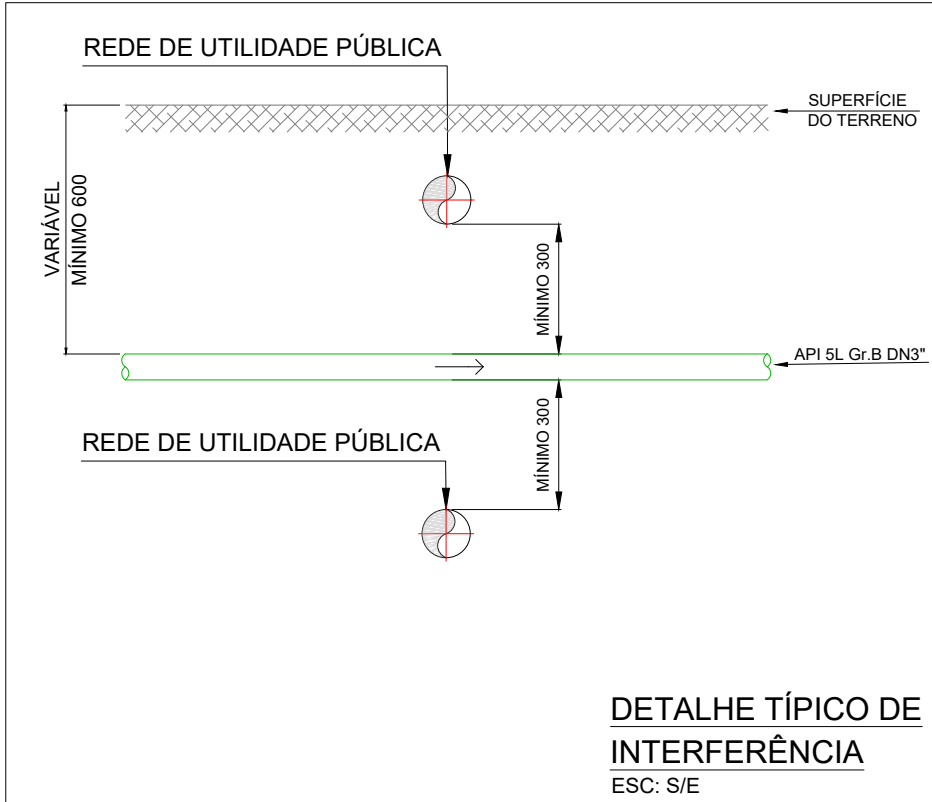 REDE DE UTILIDADE PÚBLICA
SUPERFÍCIE
DO TERRENO
VARIÁVEL
MÍNIMO 600
MÍNIMO 300
API 5L Gr.B DN3"
MÍNIMO 300
REDE DE UTILIDADE PÚBLICA
DETALHE TÍPICO DE
INTERFERÊNCIA
ESC: S/E